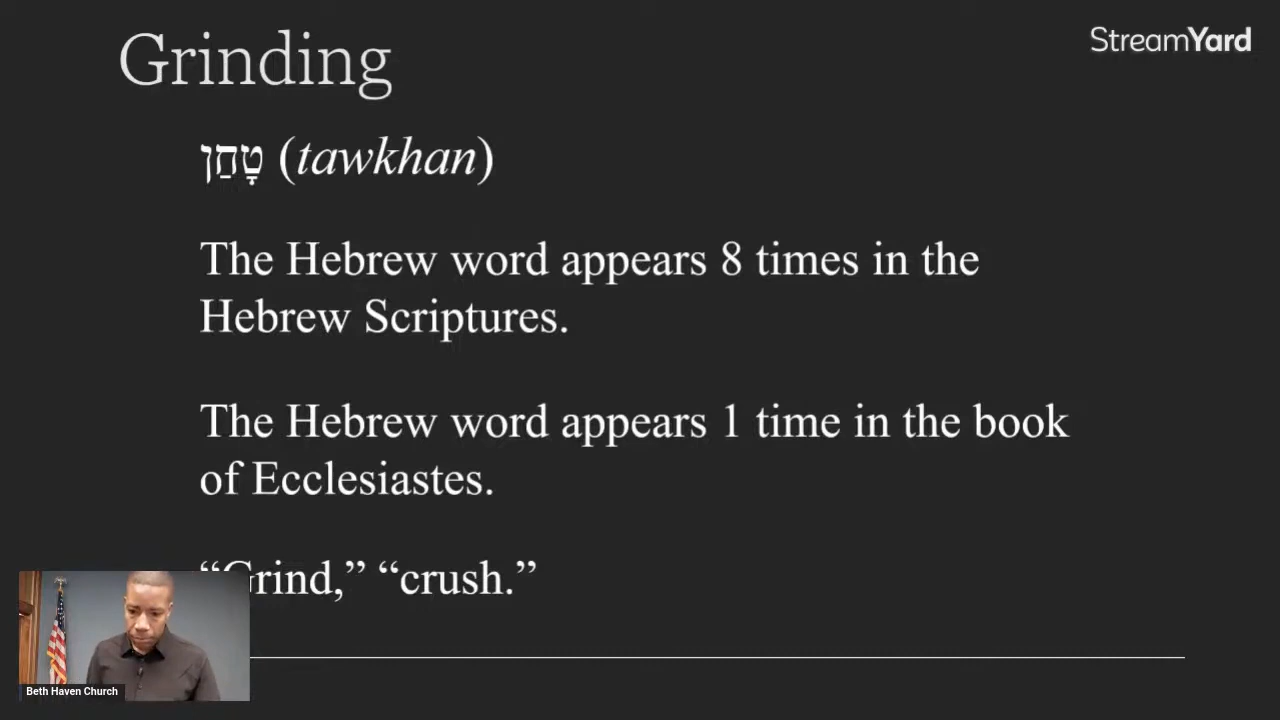 Grinding
StreamYard
טָחַן (tawkhan)
The Hebrew word appears 8 times in the
Hebrew Scriptures.
The Hebrew word appears 1 time in the book
of Ecclesiastes.
“Grind,” “crush.”
Beth Haven Church